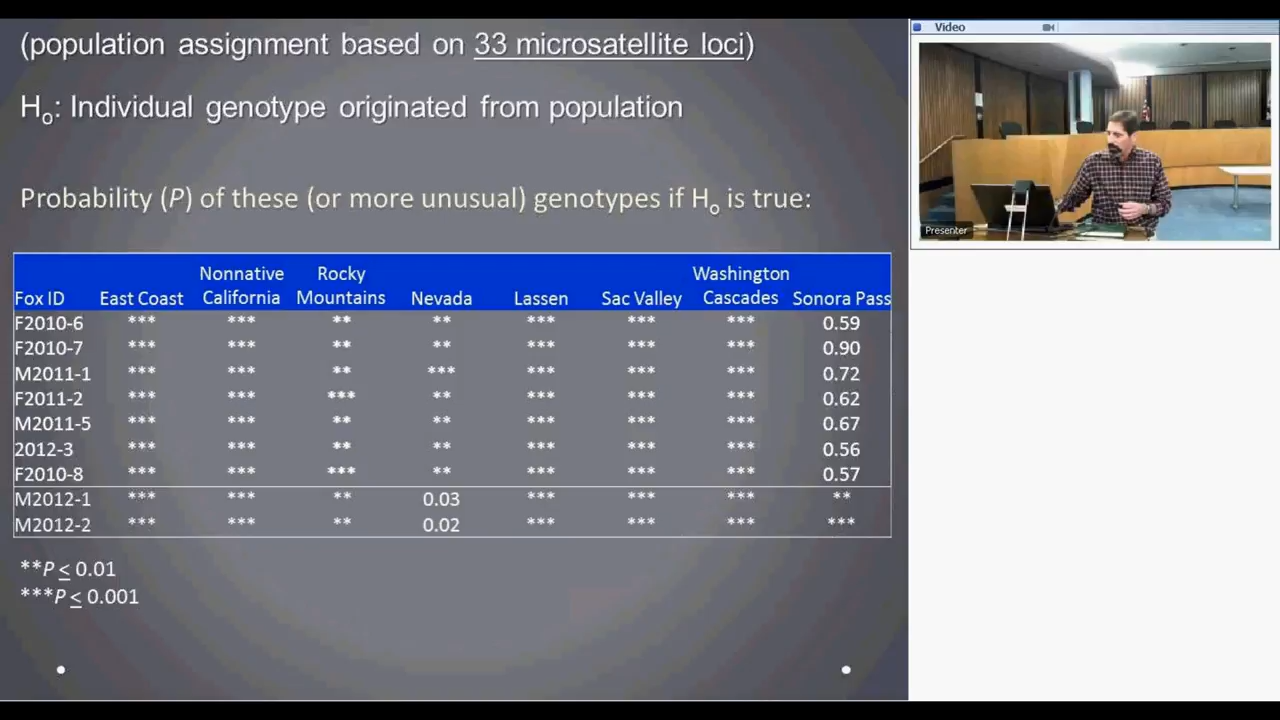 (population assignment based on 33 microsatellite loci)
Ho: Individual genotype originated from population
Probability (P) of these (or more unusual) genotypes if Ho is true:
Fox ID East Coast Nonnative California Rocky Mountains Nevada Lassen Sac Valley Washington Cascades Sonora Pass
F2010-6 *** *** ** ** *** *** *** 0.59
F2010-7 *** *** ** ** *** *** *** 0.90
M2011-1 *** *** ** *** *** *** *** 0.72
F2011-2 *** *** *** ** *** *** *** 0.62
M2011-5 *** *** ** ** *** *** *** 0.67
2012-3 *** *** ** ** *** *** *** 0.56
F2010-8 *** *** *** ** *** *** *** 0.57
M2012-1 *** *** ** 0.03 *** *** *** **
M2012-2 *** *** ** 0.02 *** *** *** ***
**P ≤ 0.01
***P ≤ 0.001
Video
Presenter